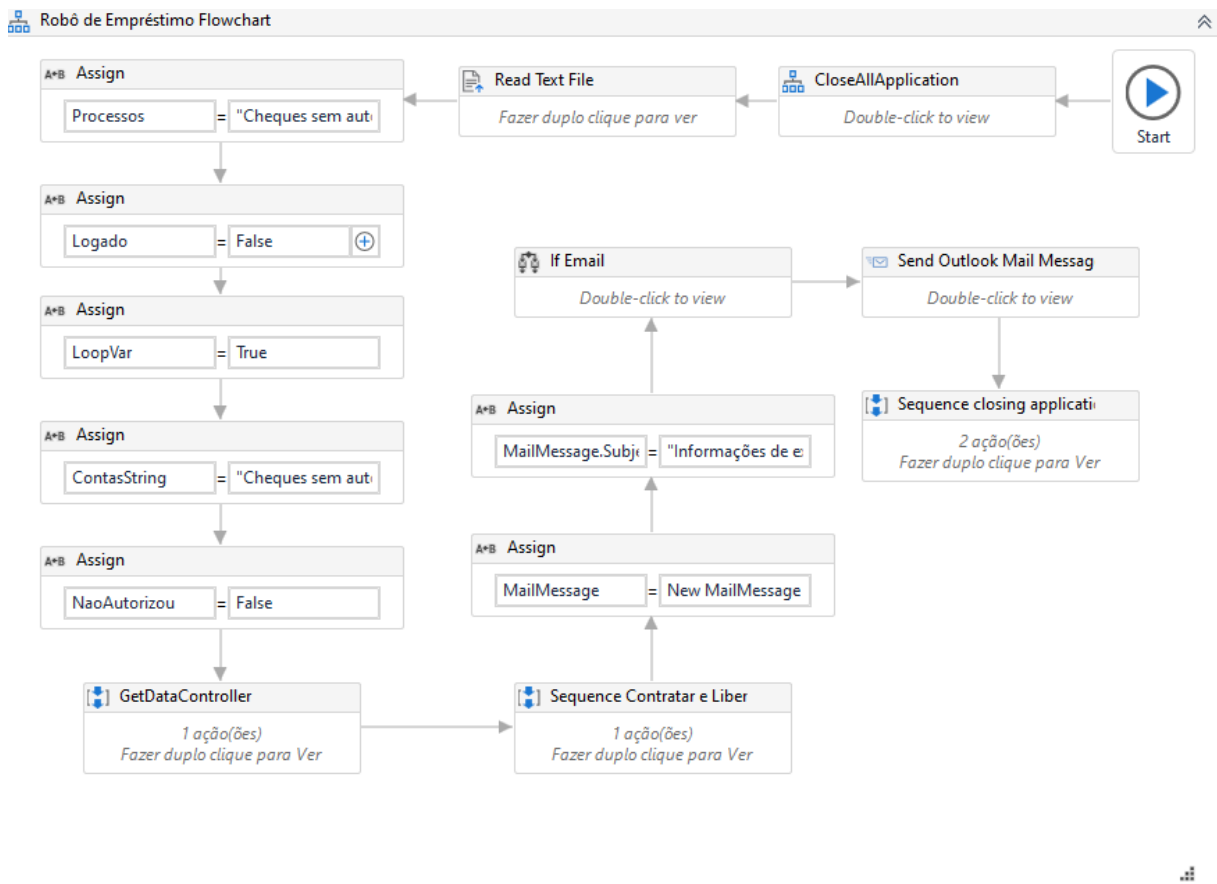 Robô de Empréstimo Flowchart
Start
CloseAllApplication
Double-click to view
Read Text File
Fazer duplo clique para ver
A+B Assign
Processos = "Cheques sem aut
A+B Assign
Logado = False
A+B Assign
LoopVar = True
A+B Assign
ContasString = "Cheques sem aut
A+B Assign
NaoAutorizou = False
GetDataController
1 ação(ões)
Fazer duplo clique para Ver
Sequence Contratar e Liber
1 ação(ões)
Fazer duplo clique para Ver
A+B Assign
MailMessage = New MailMessage
A+B Assign
MailMessage.Subje = "Informações de e
If Email
Double-click to view
Send Outlook Mail Messag
Double-click to view
Sequence closing applicati
2 ação(ões)
Fazer duplo clique para Ver